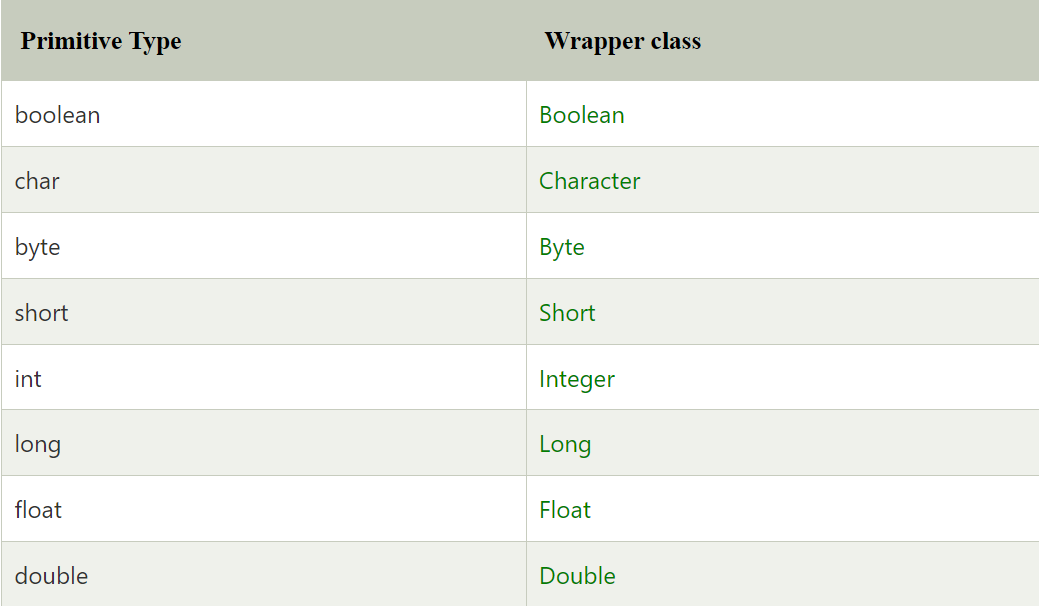 Primitive Type Wrapper class
boolean Boolean
char Character
byte Byte
short Short
int Integer
long Long
float Float
double Double